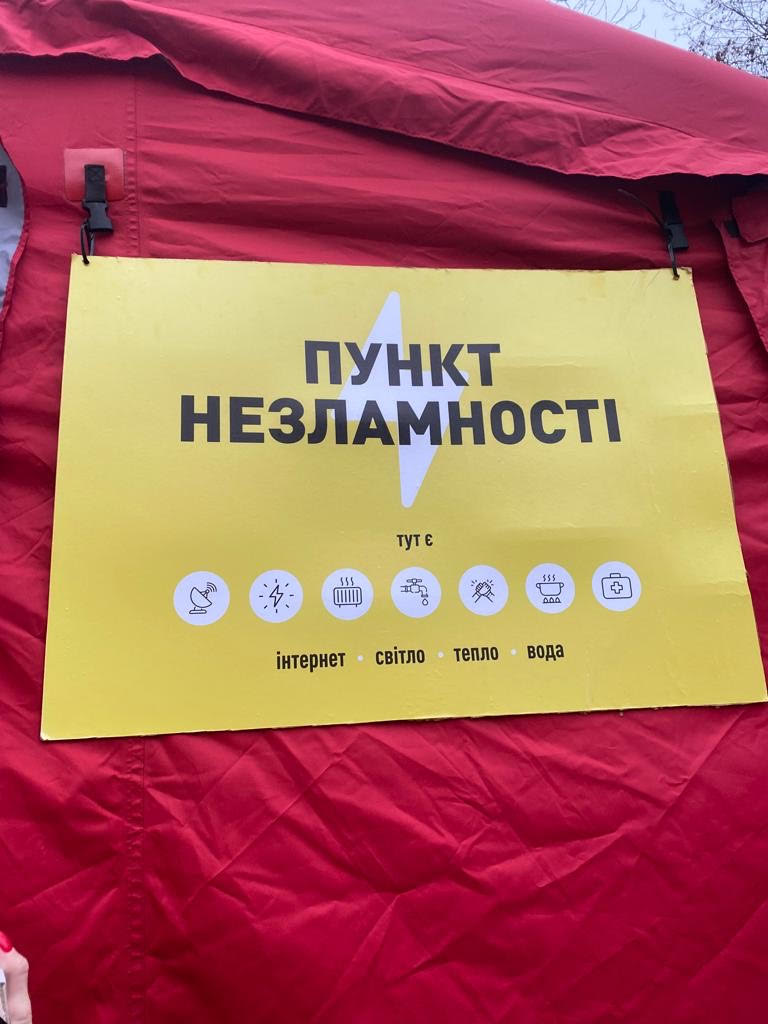 ПУНКТ
НЕЗЛАМНОСТІ
тут є
інтернет • світло • тепло • вода